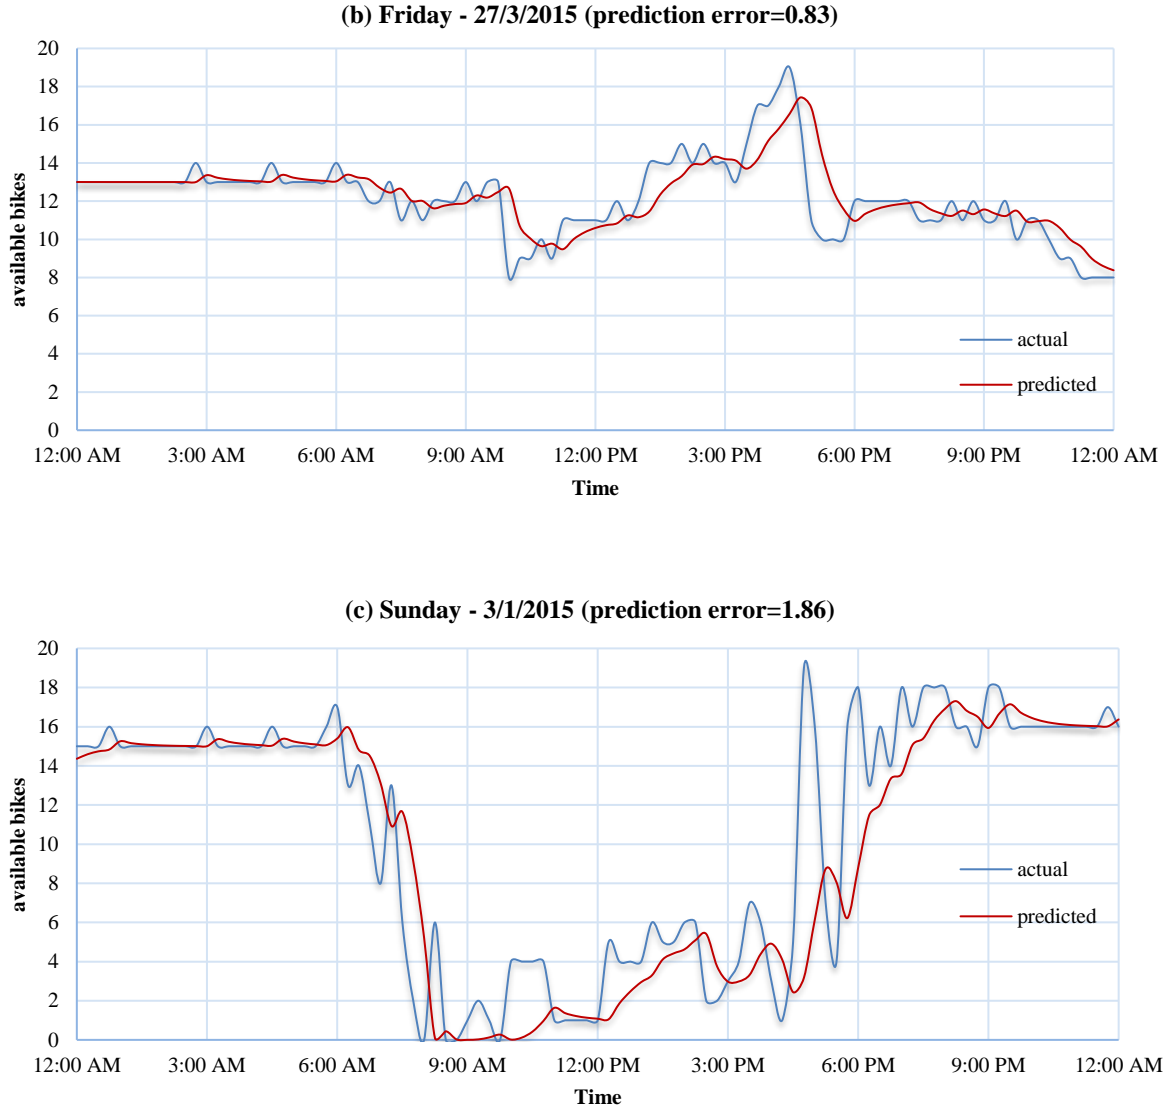 (b) Friday - 27/3/2015 (prediction error=0.83)
20
18
16
14
12
10
8
6
4
2
0
available bikes
actual
predicted
12:00 AM 3:00 AM 6:00 AM 9:00 AM 12:00 PM 3:00 PM 6:00 PM 9:00 PM 12:00 AM
Time
(c) Sunday - 3/1/2015 (prediction error=1.86)
20
18
16
14
12
10
8
6
4
2
0
available bikes
actual
predicted
12:00 AM 3:00 AM 6:00 AM 9:00 AM 12:00 PM 3:00 PM 6:00 PM 9:00 PM 12:00 AM
Time